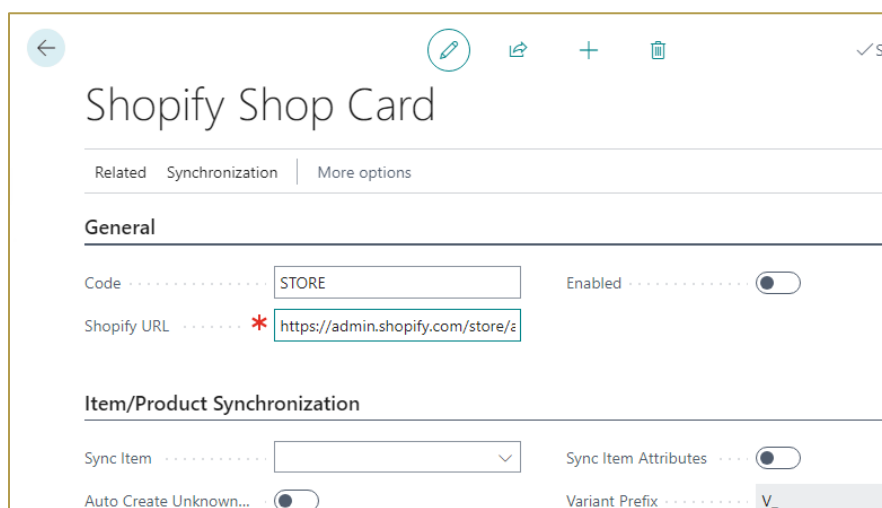 Shopify Shop Card
Related Synchronization More options
General
Code STORE Enabled
Shopify URL * https://admin.shopify.com/store/
Item/Product Synchronization
Sync Item Sync Item Attributes
Auto Create Unknown... Variant Prefix V_